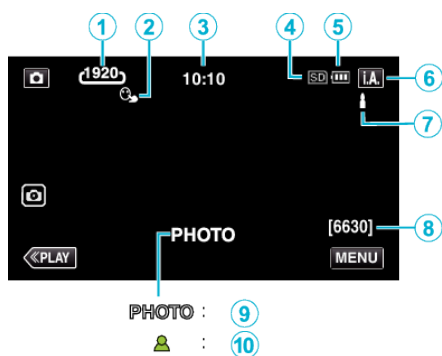 1 2 3 4 5
1920 10:10 SD i.A. 6
7
PHOTO [6630] 8
≪PLAY MENU
PHOTO : 9
: 10